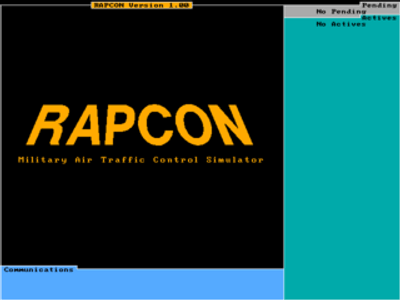 RAPCON Version 1.00
Pending
No Pending
Actives
No Actives
RAPCON
Military Air Traffic Control Simulator
Communications